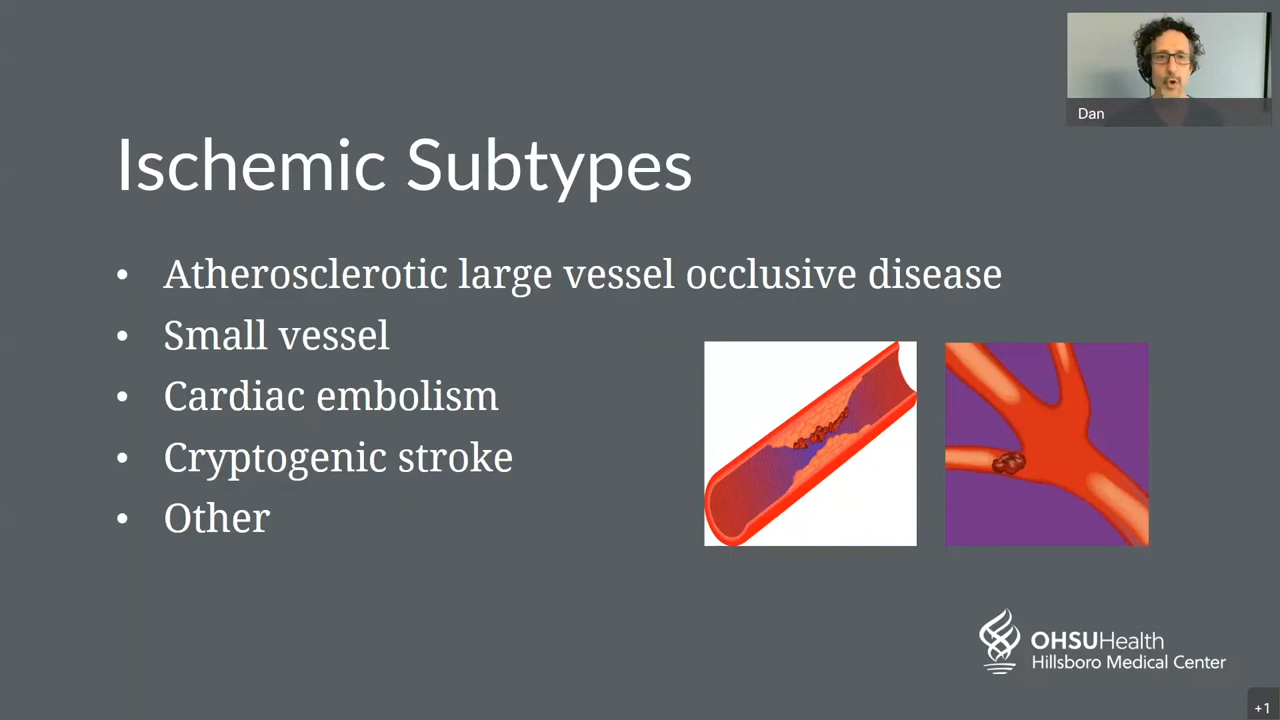 Dan
Ischemic Subtypes
• Atherosclerotic large vessel occlusive disease
• Small vessel
• Cardiac embolism
• Cryptogenic stroke
• Other
OHSUHealth
Hillsboro Medical Center
+1